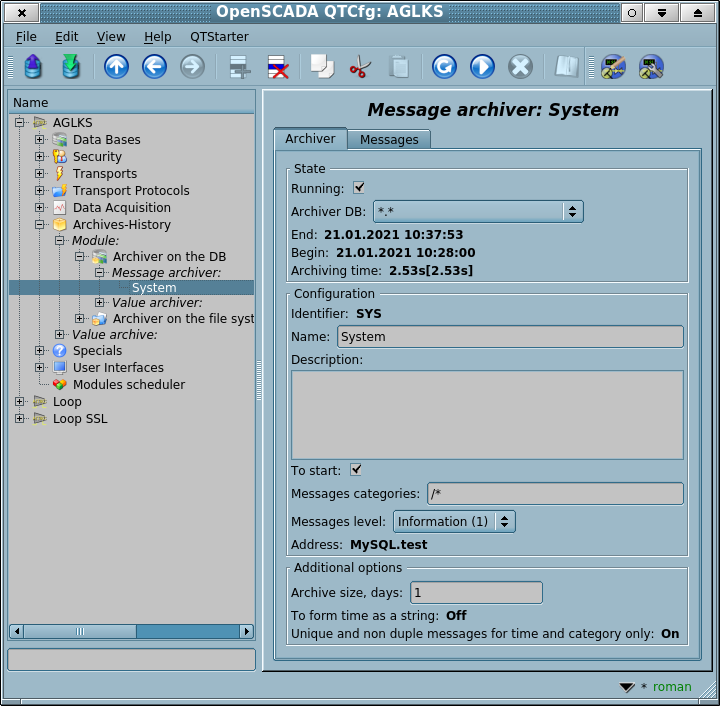 OpenSCADA QTCfg: AGLKS
File Edit View Help QTStarter
Name
AGLKS
Data Bases
Security
Transports
Transport Protocols
Data Acquisition
Archives-History
Module:
Archiver on the DB
Message archiver:
System
Value archiver:
Archiver on the file syst
Value archive:
Specials
User Interfaces
Modules scheduler
Loop
Loop SSL
Message archiver: System
Archiver Messages
State
Running:
Archiver DB: *.*
End: 21.01.2021 10:37:53
Begin: 21.01.2021 10:28:00
Archiving time: 2.53s[2.53s]
Configuration
Identifier: SYS
Name: System
Description:
To start:
Messages categories: /*
Messages level: Information (1)
Address: MySQL.test
Additional options
Archive size, days: 1
To form time as a string: Off
Unique and non duple messages for time and category only: On
* roman